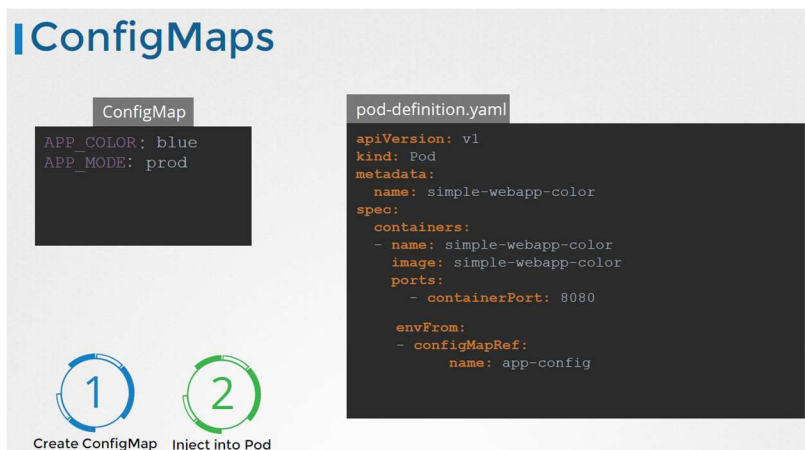 ConfigMaps
ConfigMap
APP_COLOR: blue
APP_MODE: prod
pod-definition.yaml
apiVersion: v1
kind: Pod
metadata:
  name: simple-webapp-color
spec:
  containers:
  - name: simple-webapp-color
    image: simple-webapp-color
    ports:
      - containerPort: 8080
    envFrom:
    - configMapRef:
          name: app-config
1
Create ConfigMap
2
Inject into Pod